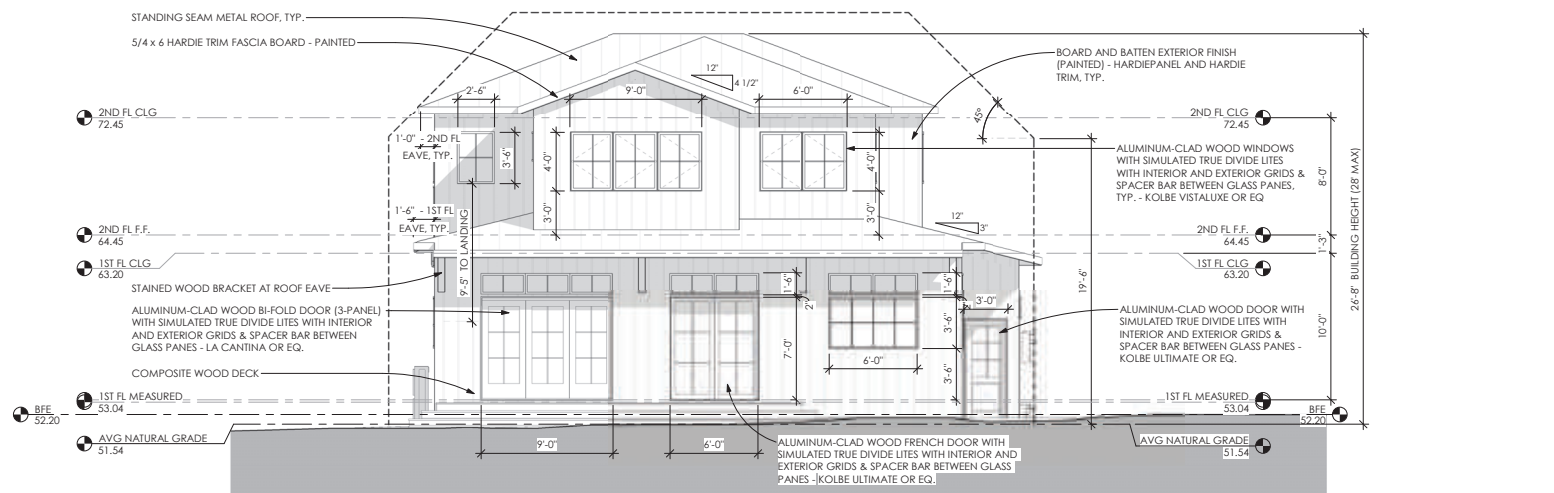 STANDING SEAM METAL ROOF, TYP.
5/4 x 6 HARDIE TRIM FASCIA BOARD - PAINTED
12"
4 1/2"
BOARD AND BATTEN EXTERIOR FINISH
(PAINTED) - HARDIEPANEL AND HARDIE
TRIM, TYP.
2'-6"
9'-0"
6'-0"
45°
2ND FL CLG
72.45
2ND FL CLG
72.45
1'-0" - 2ND FL
EAVE, TYP.
3'-6"
4'-0"
4'-0"
ALUMINUM-CLAD WOOD WINDOWS
WITH SIMULATED TRUE DIVIDE LITES
WITH INTERIOR AND EXTERIOR GRIDS &
SPACER BAR BETWEEN GLASS PANES,
TYP. - KOLBE VISTALUXE OR EQ
8'-0"
26'-8" BUILDING HEIGHT (28' MAX)
1'-6" - 1ST FL
EAVE, TYP.
3'-0"
3'-0"
12"
3"
2ND FL F.F.
64.45
2ND FL F.F.
64.45
1'-3"
1ST FL CLG
63.20
1ST FL CLG
63.20
9'-5" TO LANDING
19'-6"
STAINED WOOD BRACKET AT ROOF EAVE
1'-6"
1'-6"
2"
3'-0"
ALUMINUM-CLAD WOOD BI-FOLD DOOR (3-PANEL)
WITH SIMULATED TRUE DIVIDE LITES WITH INTERIOR
AND EXTERIOR GRIDS & SPACER BAR BETWEEN
GLASS PANES - LA CANTINA OR EQ.
ALUMINUM-CLAD WOOD DOOR WITH
SIMULATED TRUE DIVIDE LITES WITH
INTERIOR AND EXTERIOR GRIDS &
SPACER BAR BETWEEN GLASS PANES -
KOLBE ULTIMATE OR EQ.
7'-0"
3'-6"
10'-0"
6'-0"
3'-6"
COMPOSITE WOOD DECK
1ST FL MEASURED
53.04
1ST FL MEASURED
53.04
BFE
52.20
BFE
52.20
AVG NATURAL GRADE
51.54
AVG NATURAL GRADE
51.54
9'-0"
6'-0"
ALUMINUM-CLAD WOOD FRENCH DOOR WITH
SIMULATED TRUE DIVIDE LITES WITH INTERIOR AND
EXTERIOR GRIDS & SPACER BAR BETWEEN GLASS
PANES - KOLBE ULTIMATE OR EQ.